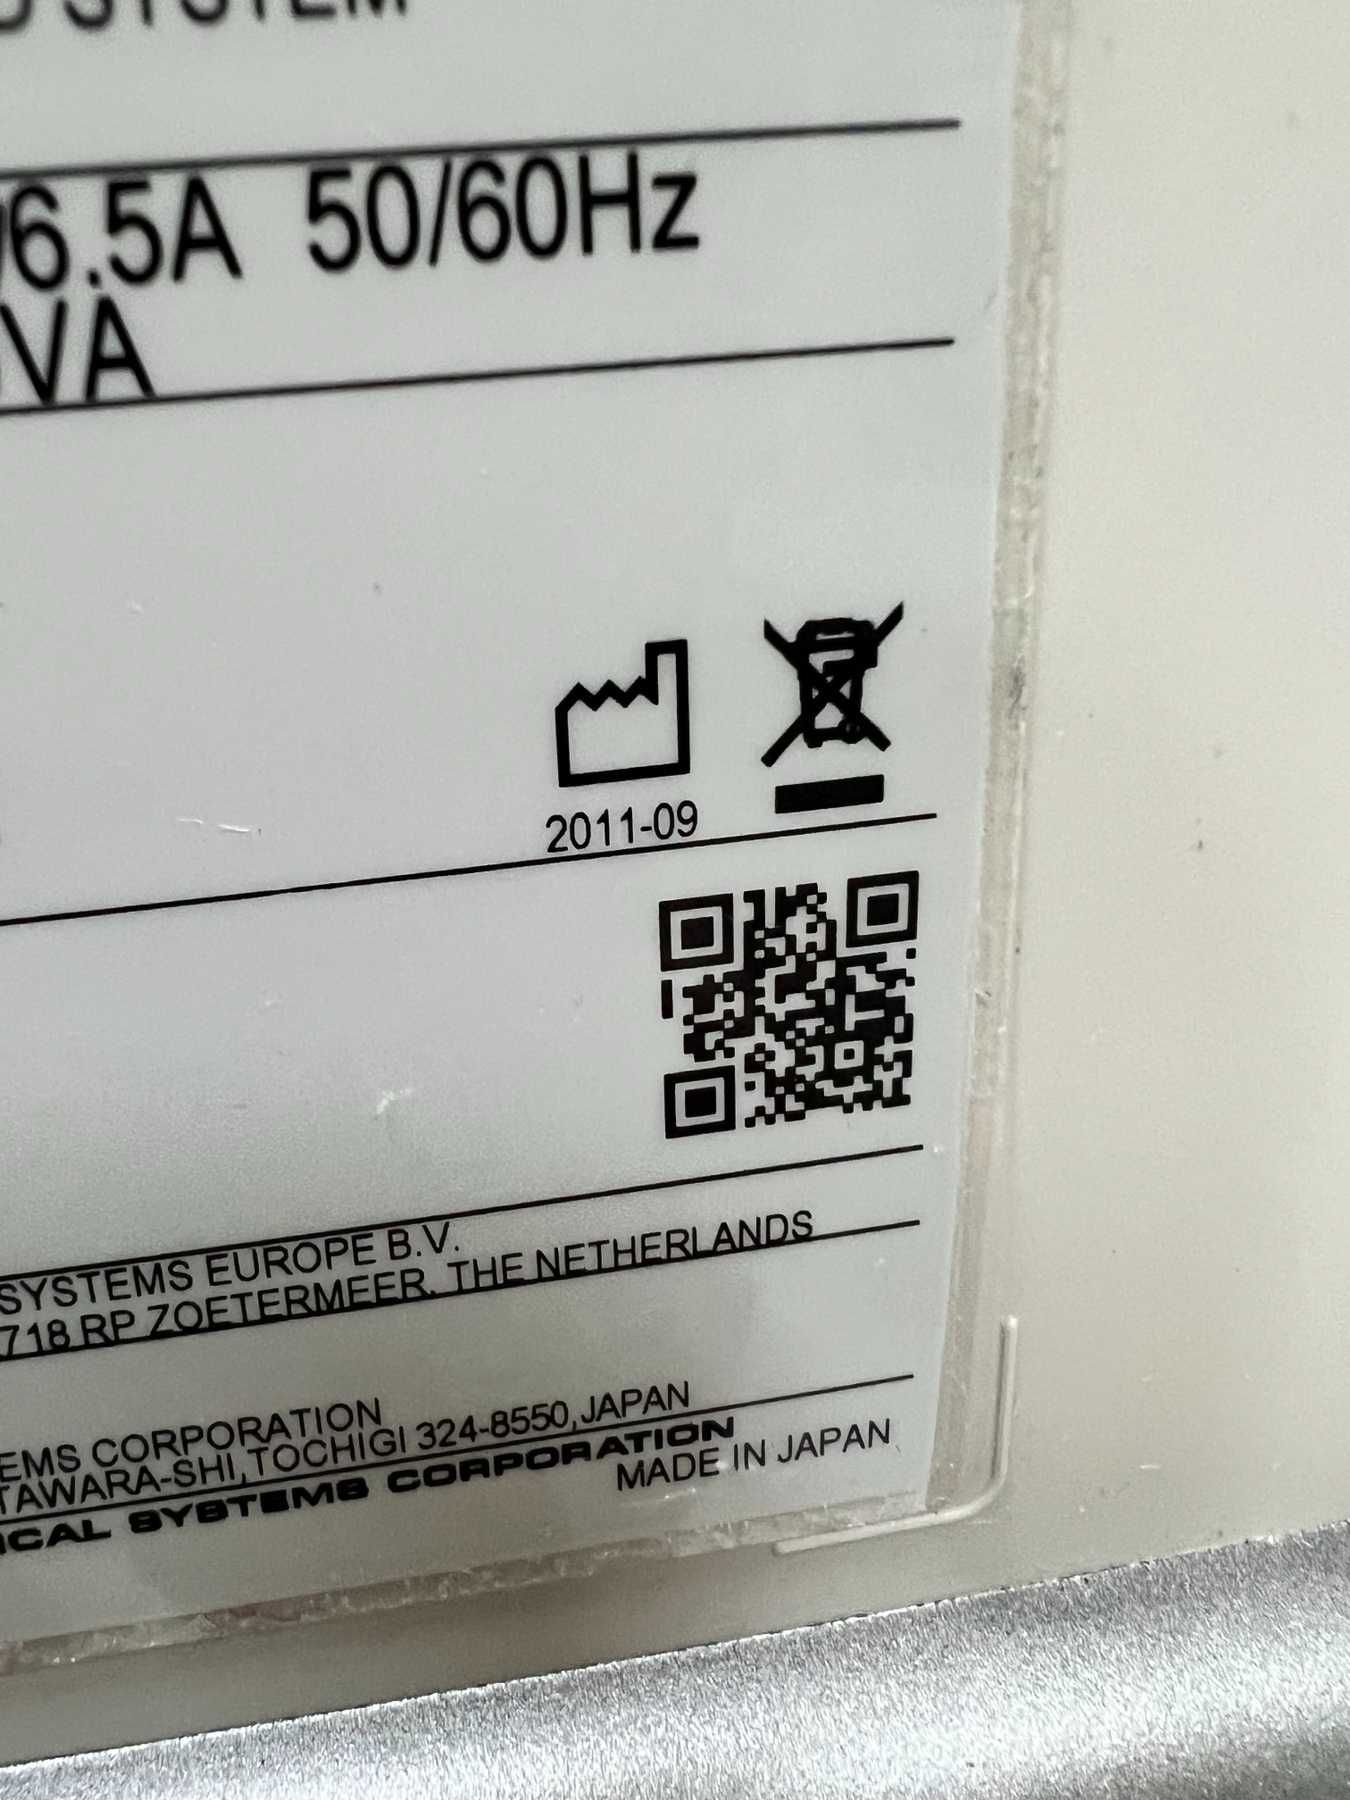 SYSTEM
6.5A 50/60Hz
VA
2011-09
SYSTEMS EUROPE B.V.
718 RP ZOETERMEER, THE NETHERLANDS
EMS CORPORATION
TAWARA-SHI, TOCHIGI 324-8550, JAPAN
ICAL SYSTEMS CORPORATION
MADE IN JAPAN